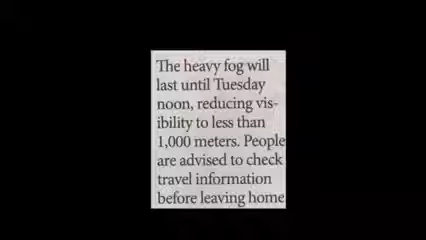 The heavy fog will
last until Tuesday
noon, reducing vis-
ibility to less than
1,000 meters. People
are advised to check
travel information
before leaving home